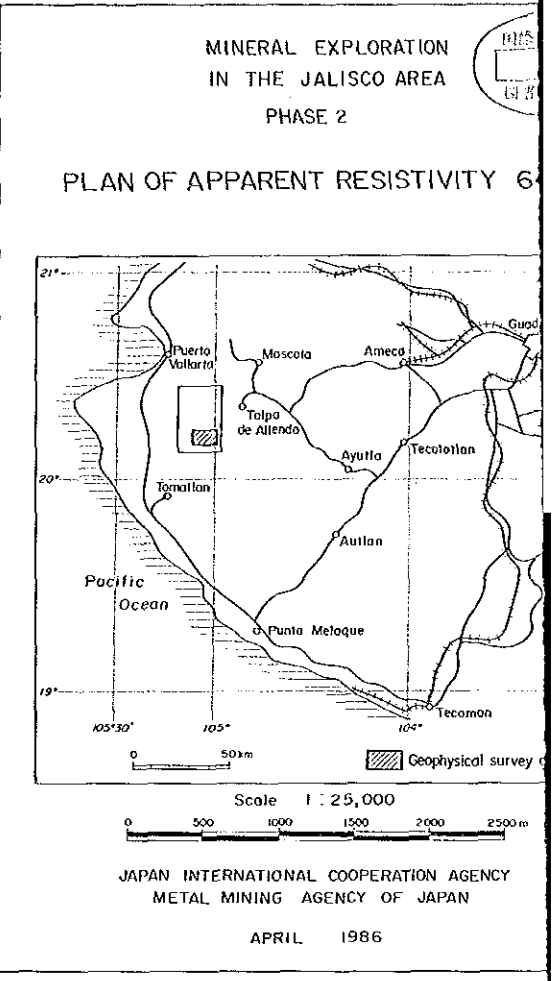 MINERAL EXPLORATION
IN THE JALISCO AREA
PHASE 2
PLAN OF APPARENT RESISTIVITY 64
21°
Puerto
Vallarta
Mascota
Ameca
Guad
Talpa
de Allende
Ayutla
Tecolotlan
20°
Tomatlan
Autlan
Pacific
Ocean
Punta Melaque
19°
Tecoman
105°30'
105°
104°
0 50km
Geophysical survey
Scale 1:25,000
0 500 1000 1500 2000 2500m
JAPAN INTERNATIONAL COOPERATION AGENCY
METAL MINING AGENCY OF JAPAN
APRIL 1986